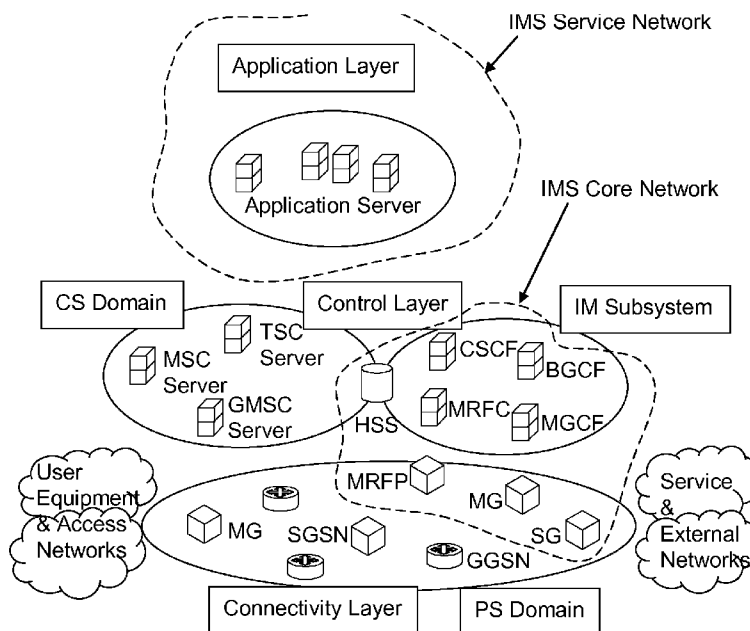 IMS Service Network
Application Layer
Application Server
IMS Core Network
CS Domain
Control Layer
IM Subsystem
TSC
Server
MSC
Server
GMSC
Server
HSS
CSCF
BGCF
MRFC
MGCF
User
Equipment
& Access
Networks
MRFP
MG
MG
SGSN
SG
GGSN
Service
&
External
Networks
Connectivity Layer
PS Domain